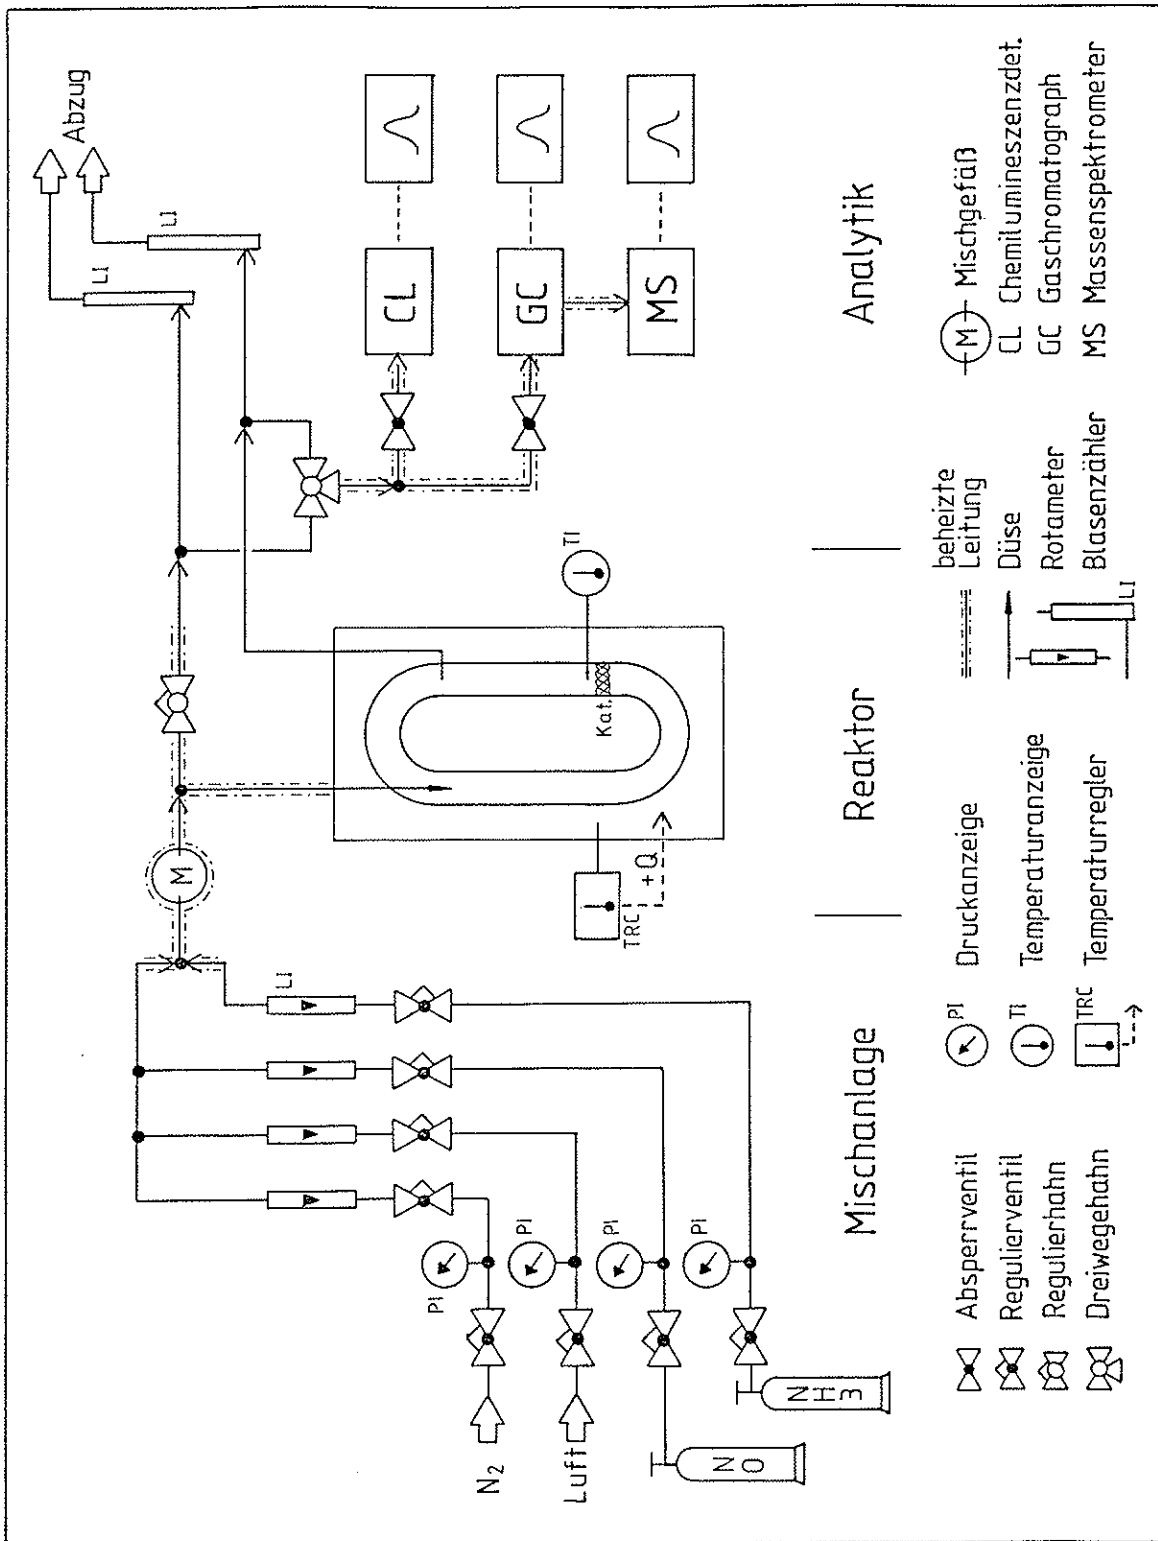 Abzug
LI
LI
M
CL
GC
MS
LI
PI
PI
PI
PI
N2
Luft
NO
NH3
TRC
+Q
Kat.
TI
Mischanlage
Reaktor
Analytik
Absperrventil
Regulierventil
Regulierhahn
Dreiwegehahn
PI Druckanzeige
TI Temperaturanzeige
TRC Temperaturregler
beheizte
Leitung
Düse
Rotameter
LI Blasenzähler
M Mischgefäß
CL Chemilumineszenzdet.
GC Gaschromatograph
MS Massenspektrometer